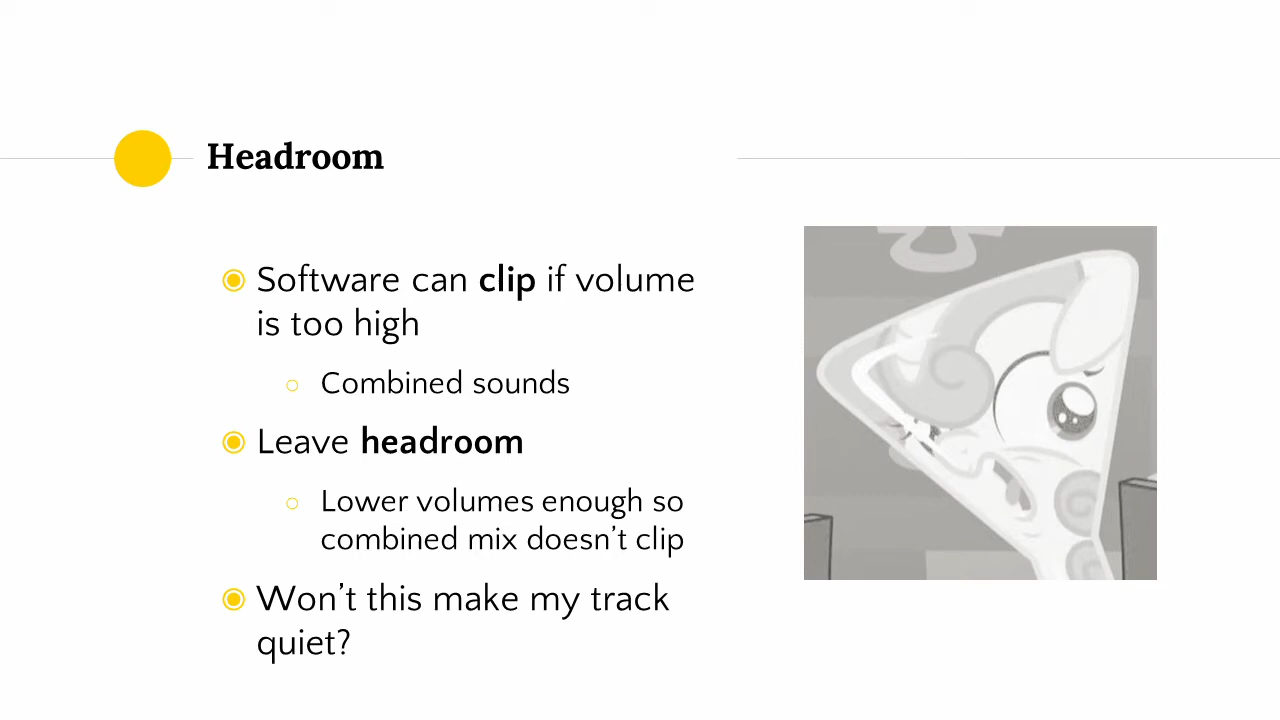 Headroom
Software can clip if volume
is too high
Combined sounds
Leave headroom
Lower volumes enough so
combined mix doesn’t clip
Won’t this make my track
quiet?